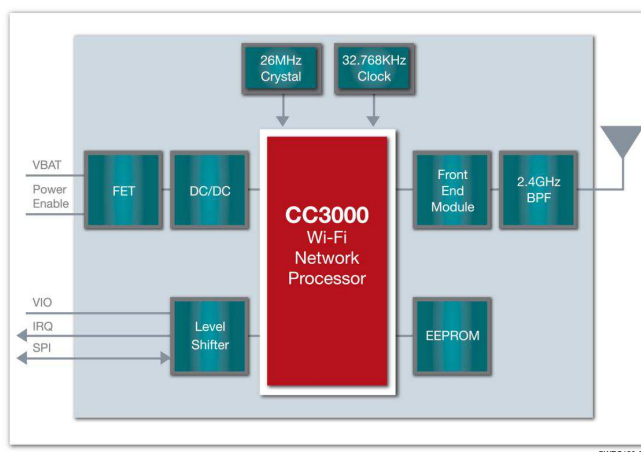 26MHz
Crystal
32.768KHz
Clock
VBAT
Power
Enable
FET
DC/DC
CC3000
Wi-Fi
Network
Processor
Front
End
Module
2.4GHz
BPF
VIO
IRQ
SPI
Level
Shifter
EEPROM